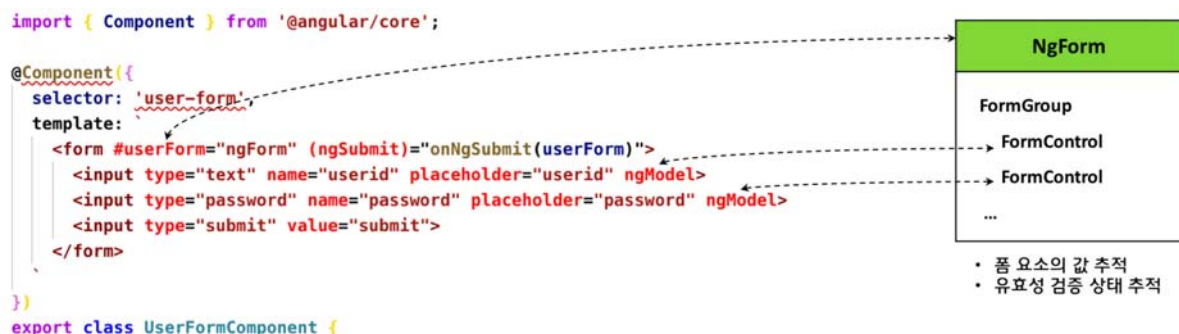 import { Component } from '@angular/core';
@Component({
selector: 'user-form',
template: `
<form #userForm="ngForm" (ngSubmit)="onNgSubmit(userForm)">
<input type="text" name="userid" placeholder="userid" ngModel>
<input type="password" name="password" placeholder="password" ngModel>
<input type="submit" value="submit">
</form>
`
})
export class UserFormComponent {
NgForm
FormGroup
FormControl
FormControl
...
• 폼 요소의 값 추적
• 유효성 검증 상태 추적